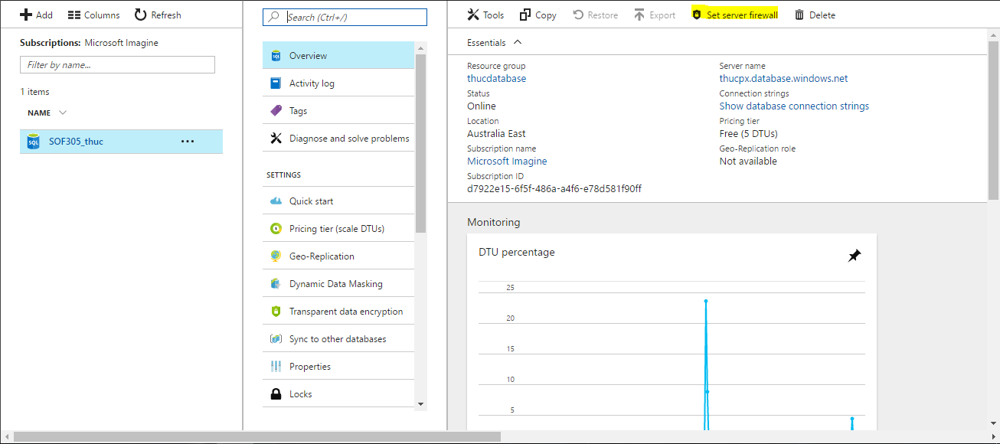 Add
Columns
Refresh
Subscriptions: Microsoft Imagine
Filter by name...
1 items
NAME
SQL SOF305_thuc ...
Search (Ctrl+/)
SQL Overview
Activity log
Tags
Diagnose and solve problems
SETTINGS
Quick start
Pricing tier (scale DTUs)
Geo-Replication
Dynamic Data Masking
Transparent data encryption
Sync to other databases
Properties
Locks
Tools
Copy
Restore
Export
Set server firewall
Delete
Essentials
Resource group
thucdatabase
Status
Online
Location
Australia East
Subscription name
Microsoft Imagine
Subscription ID
d7922e15-6f5f-486a-a4f6-e78d581f90ff
Server name
thucpx.database.windows.net
Connection strings
Show database connection strings
Pricing tier
Free (5 DTUs)
Geo-Replication role
Not available
Monitoring
DTU percentage
25
20
15
10
5